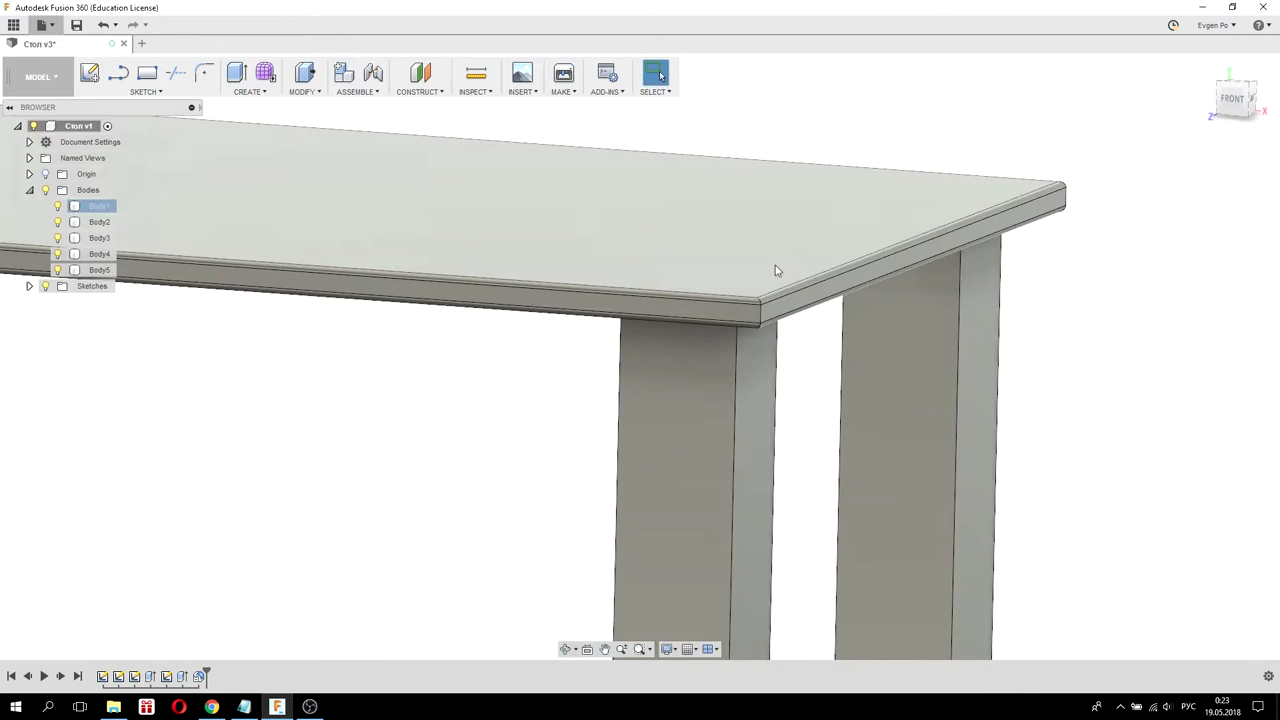 Autodesk Fusion 360 (Education License)
Evgen Po
Стол v3*
MODEL
SKETCH
CREATE
MODIFY
ASSEMBLE
CONSTRUCT
INSPECT
INSERT
MAKE
ADD-INS
SELECT
BROWSER
FRONT
X
Z
Стол v1
Document Settings
Named Views
Origin
Bodies
Body1
Body2
Body3
Body4
Body5
Sketches
РУС
0:23
19.05.2018